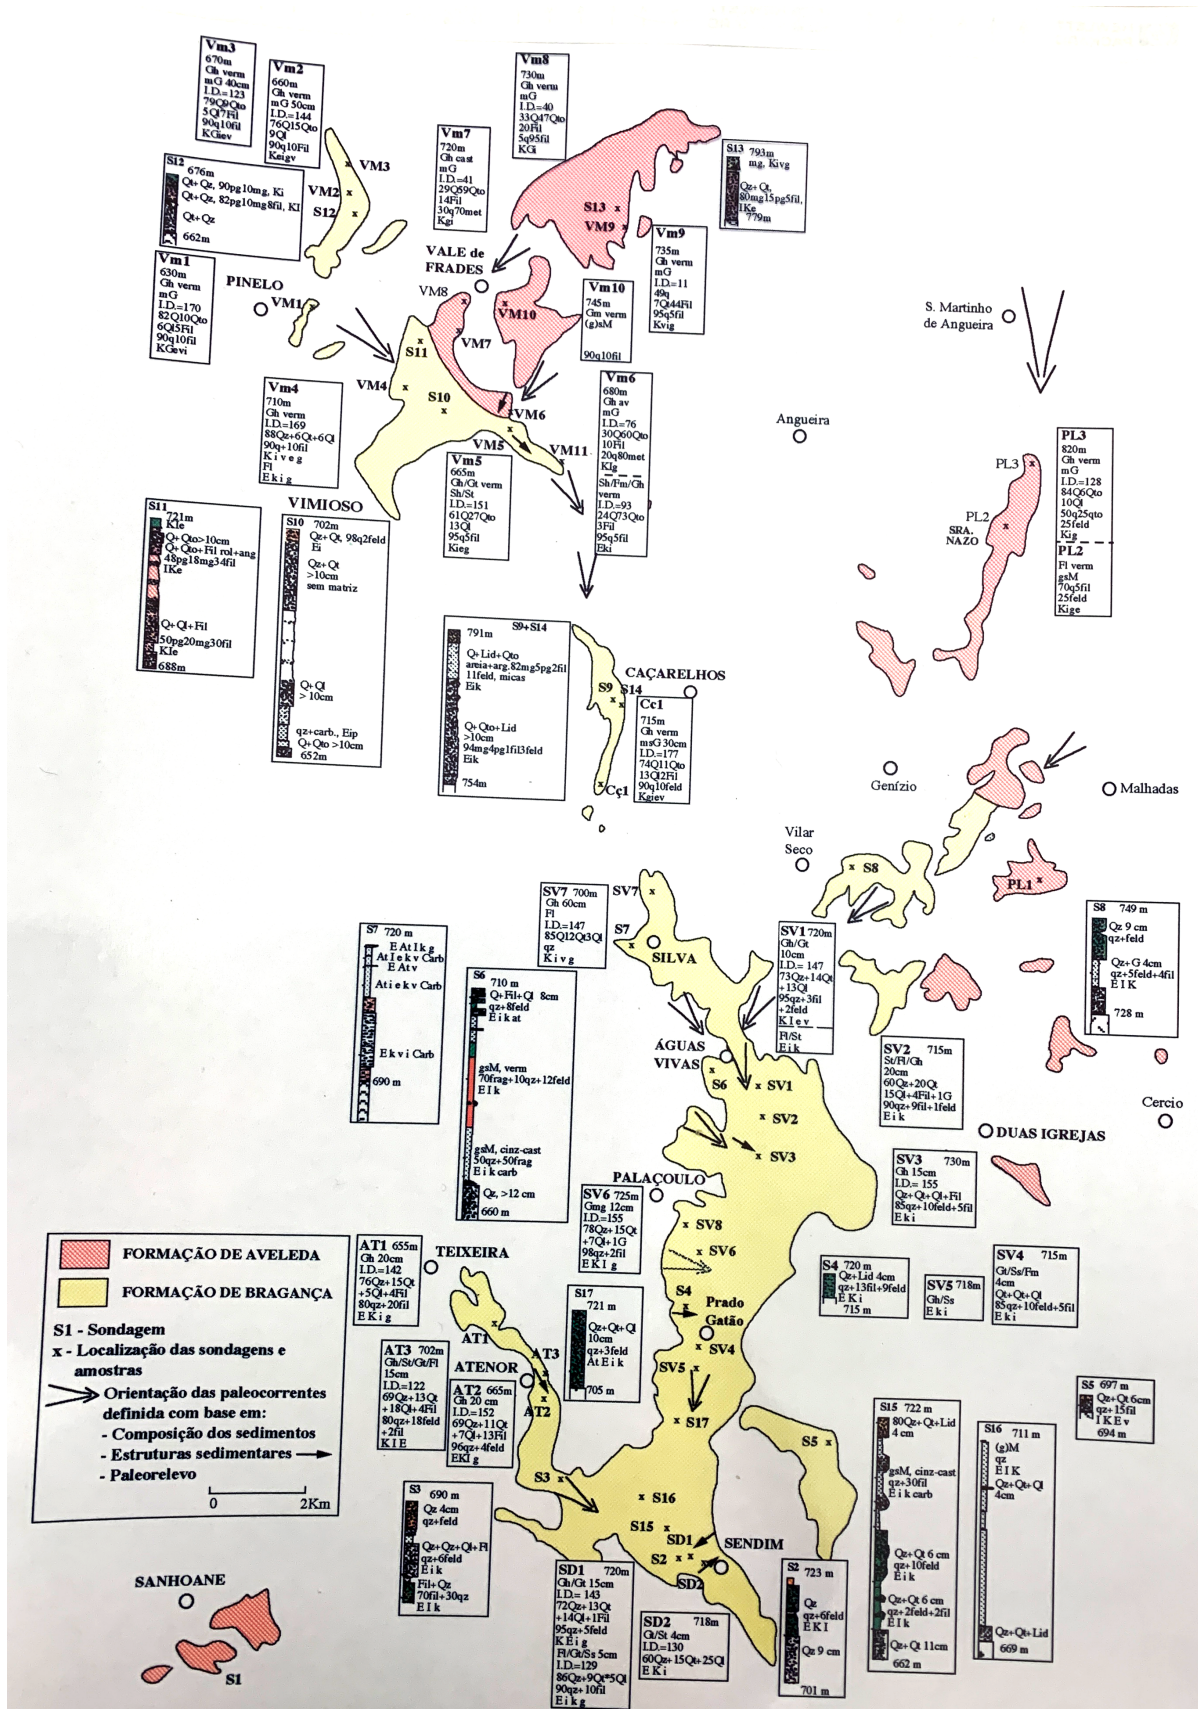 Vm3
670m
Gh verm
mG 40cm
I.D.=123
79Q9Qto
5Ql7Fil
90q10fil
KGiev
Vm2
660m
Gh verm
mG 50cm
I.D.=144
76Q15Qto
9Ql
90q10Fil
Keigv
Vm8
730m
Gh verm
mG
I.D.=40
33Q47Qto
20Fil
5q95fil
KGi
Vm7
720m
Gh cast
mG
I.D.=41
29Q59Qto
14Fil
30q70met
Kgi
S13 793m
mg, Kivg
Qz+Qt,
80mg15pg5fil,
IKe
779m
S12
676m
Qt+Qz, 90pg10mg, Ki
Qt+Qz, 82pg10mg8fil, KI
Qt+Qz
662m
VM3
VM2
S12
S13
VM9
Vm1
630m
Gh verm
mG
I.D.=170
82Q10Qto
6Ql5Fil
90q10fil
KGevi
PINELO
VM1
VALE de
FRADES
VM8
VM10
VM7
Vm10
745m
Gm verm
(g)sM
90q10fil
Vm9
735m
Gh verm
mG
I.D.=11
49q
7Qt44Fil
95q5fil
Kvig
S. Martinho
de Angueira
S11
VM4
S10
VM6
VM5
VM11
Vm4
710m
Gh verm
I.D.=169
88Qz+6Qt+6Ql
90q+10fil
K i v e g
Fl
E k i g
Vm6
680m
Gh av
mG
I.D.=76
30Q60Qto
10Fil
20q80met
KIg
Sh/Fm/Gh
verm
I.D.=93
24Q73Qto
3Fil
95q5fil
Eki
Vm5
665m
Gh/Gt verm
Sh/St
I.D.=151
61Q27Qto
13Ql
95q5fil
Kieg
Angueira
PL3
PL2
SRA.
NAZO
PL3
820m
Gh verm
mG
I.D.=128
84Q6Qto
10Ql
50q25qto
25feld
Kig
PL2
Fl verm
gsM
70q5fil
25feld
Kige
VIMIOSO
S11
721m
KIe
Q+Qto>10cm
Q+Qto+Fil rol+ang
48pg18mg34fil
IKe
Q+Ql+Fil
50pg20mg30fil
KIe
688m
S10 702m
Qz+Qt, 98q2feld
Ei
Qz+Qt
>10cm
sem matriz
Q+Ql
> 10cm
qz+carb., Eip
Q+Qto >10cm
652m
S9+S14
791m
Q+Lid+Qto
areia+arg.82mg5pg2fil
11feld, micas
Eik
Q+Qto+Lid
>10cm
94mg4pg1fil3feld
Eik
754m
CAÇARELHOS
S9
S14
Cç1
Cc1
715m
Gh verm
msG 30cm
I.D.=177
74Q11Qto
13Ql2Fil
90q10feld
Kgiev
Genízio
Malhadas
Vilar
Seco
S8
PL1
SV7 700m
Gh 60cm
Fl
I.D.=147
85Q12Qt3Ql
qz
K i v g
SV7
S7
SILVA
SV1 720m
Gh/Gt
10cm
I.D.= 147
73Qz+14Qt
+13Ql
95qz+3fil
+2feld
K I e v
Fl/St
E i k
S8 749 m
Qz 9 cm
qz+feld
Qz+G 4cm
qz+5feld+4fil
E I K
728 m
S7 720 m
E At I k g
At I e k v Carb
E At v
At i e k v Carb
E k v i Carb
690 m
S6
710 m
Q+Fil+Ql 8cm
qz+8feld
E i k at
gsM, verm
70frag+10qz+12feld
E I k
gsM, cinz-cast
50qz+50frag
E i k carb
Qz, >12 cm
660 m
ÁGUAS
VIVAS
S6
SV1
SV2
SV3
SV2 715m
St/Fl/Gh
20cm
60Qz+20Qt
15Ql+4Fil+1G
90qz+9fil+1feld
E i k
Cercio
DUAS IGREJAS
SV3 730m
Gh 15cm
I.D.= 155
Qz+Qt+Ql+Fil
85qz+10feld+5fil
E k i
PALAÇOULO
SV6 725m
Gmg 12cm
I.D.=155
78Qz+15Qt
+7Ql+1G
98qz+2fil
E K I g
SV8
SV6
S4
Prado
Gatão
SV4
SV5
S17
S4 720 m
Qz+Lid 4cm
qz+13fil+9feld
E K i
715 m
SV5 718m
Gh/Ss
E k i
SV4 715m
Gt/Ss/Fm
4cm
Qt+Qt+Ql
85qz+10feld+5fil
E k i
FORMAÇÃO DE AVELEDA
FORMAÇÃO DE BRAGANÇA
S1 - Sondagem
x - Localização das sondagens e
amostras
Orientação das paleocorrentes
definida com base em:
- Composição dos sedimentos
- Estruturas sedimentares
- Paleorelevo
0 2Km
AT1 655m
Gh 20cm
I.D.=142
76Qz+15Qt
+5Ql+4Fil
80qz+20fil
E K i g
TEIXEIRA
AT1
AT3
ATENOR
AT2
AT3 702m
Gh/St/Gt/Fl
15cm
I.D.=122
69Qz+13Qt
+18Ql+4Fil
80qz+18feld
+2fil
K I E
AT2 665m
Gh 20 cm
I.D.=152
69Qz+11Qt
+7Ql+13Fil
96qz+4feld
EKI g
S17
721 m
Qz+Qt+Ql
10cm
qz+3feld
At E i k
705 m
S5
S5 697 m
Qz+Qt 6cm
qz+15fil
I K E v
694 m
S3
S16
S15
SD1
S2
SD2
SENDIM
S3 690 m
Qz 4cm
qz+feld
Qz+Qz+Ql+Fl
qz+6feld
E i k
Fil+Qz
70fil+30qz
E I k
S15 722 m
80Qz+Qt+Lid
4 cm
gsM, cinz-cast
qz+30fil
E i k carb
Qz+Qt 6 cm
qz+10feld
E i k
Qz+Qt 6 cm
qz+2feld+2fil
E I k
Qz+Qt 11cm
662 m
S16 711 m
(g)M
qz
E I K
Qz+Qt+Ql
4cm
Qz+Qt+Lid
669 m
SD1 720m
Gh/Gt 15cm
I.D.= 143
72Qz+13Qt
+14Ql+1Fil
95qz+5feld
K E i g
Fl/Gt/Ss 5cm
I.D.=129
86Qz+9Qt*5Ql
90qz+10fil
E i k g
SD2 718m
Gt/St 4cm
I.D.=130
60Qz+15Qt+25Ql
E K i
S2
723 m
Qz
qz+6feld
E K I
Qz 9 cm
701 m
SANHOANE
S1